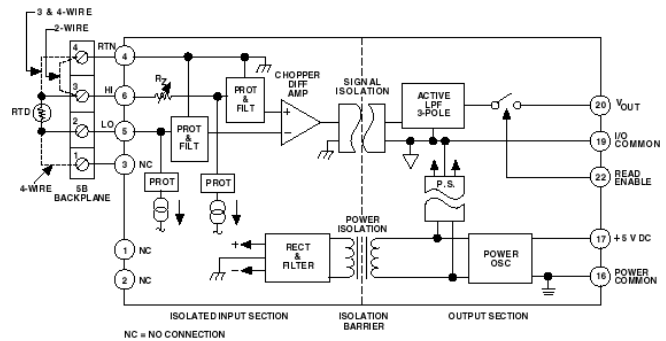 3 & 4-WIRE
2-WIRE
4
RTN
4
3
HI
6
RZ
RTD
2
LO
5
1
NC
3
4-WIRE
5B
BACKPLANE
PROT
& FILT
PROT
& FILT
CHOPPER
DIFF
AMP
+
−
PROT
PROT
SIGNAL
ISOLATION
ACTIVE
LPF
3-POLE
20
VOUT
19
I/O
COMMON
22
READ
ENABLE
P.S.
POWER
ISOLATION
1
NC
2
NC
+
−
RECT
&
FILTER
POWER
OSC
17
+5 V DC
16
POWER
COMMON
ISOLATED INPUT SECTION
ISOLATION
BARRIER
OUTPUT SECTION
NC = NO CONNECTION